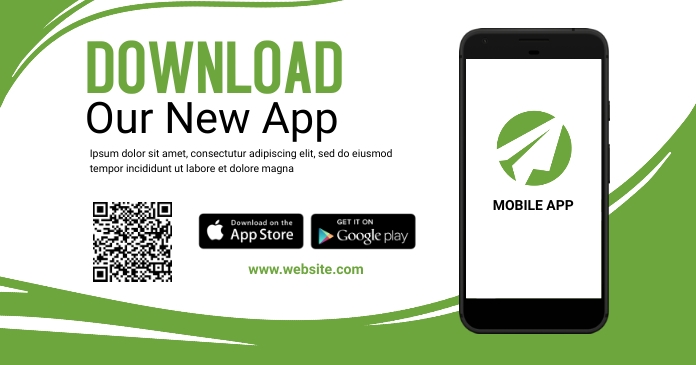 DOWNLOAD
Our New App
Ipsum dolor sit amet, consectutur adipiscing elit, sed do eiusmod
tempor incididunt ut labore et dolore magna
Download on the
App Store
GET IT ON
Google play
www.website.com
MOBILE APP